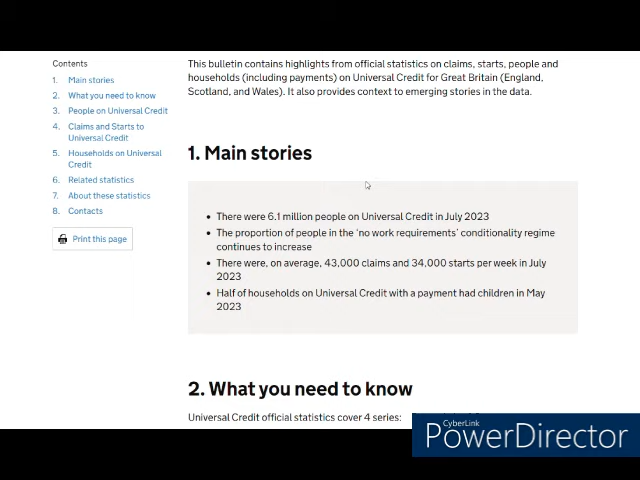 Contents
1. Main stories
2. What you need to know
3. People on Universal Credit
4. Claims and Starts to
Universal Credit
5. Households on Universal
Credit
6. Related statistics
7. About these statistics
8. Contacts
Print this page
This bulletin contains highlights from official statistics on claims, starts, people and
households (including payments) on Universal Credit for Great Britain (England,
Scotland, and Wales). It also provides context to emerging stories in the data.
1. Main stories
• There were 6.1 million people on Universal Credit in July 2023
• The proportion of people in the ‘no work requirements’ conditionality regime
continues to increase
• There were, on average, 43,000 claims and 34,000 starts per week in July
2023
• Half of households on Universal Credit with a payment had children in May
2023
2. What you need to know
Universal Credit official statistics cover 4 series:
CyberLink
PowerDirector